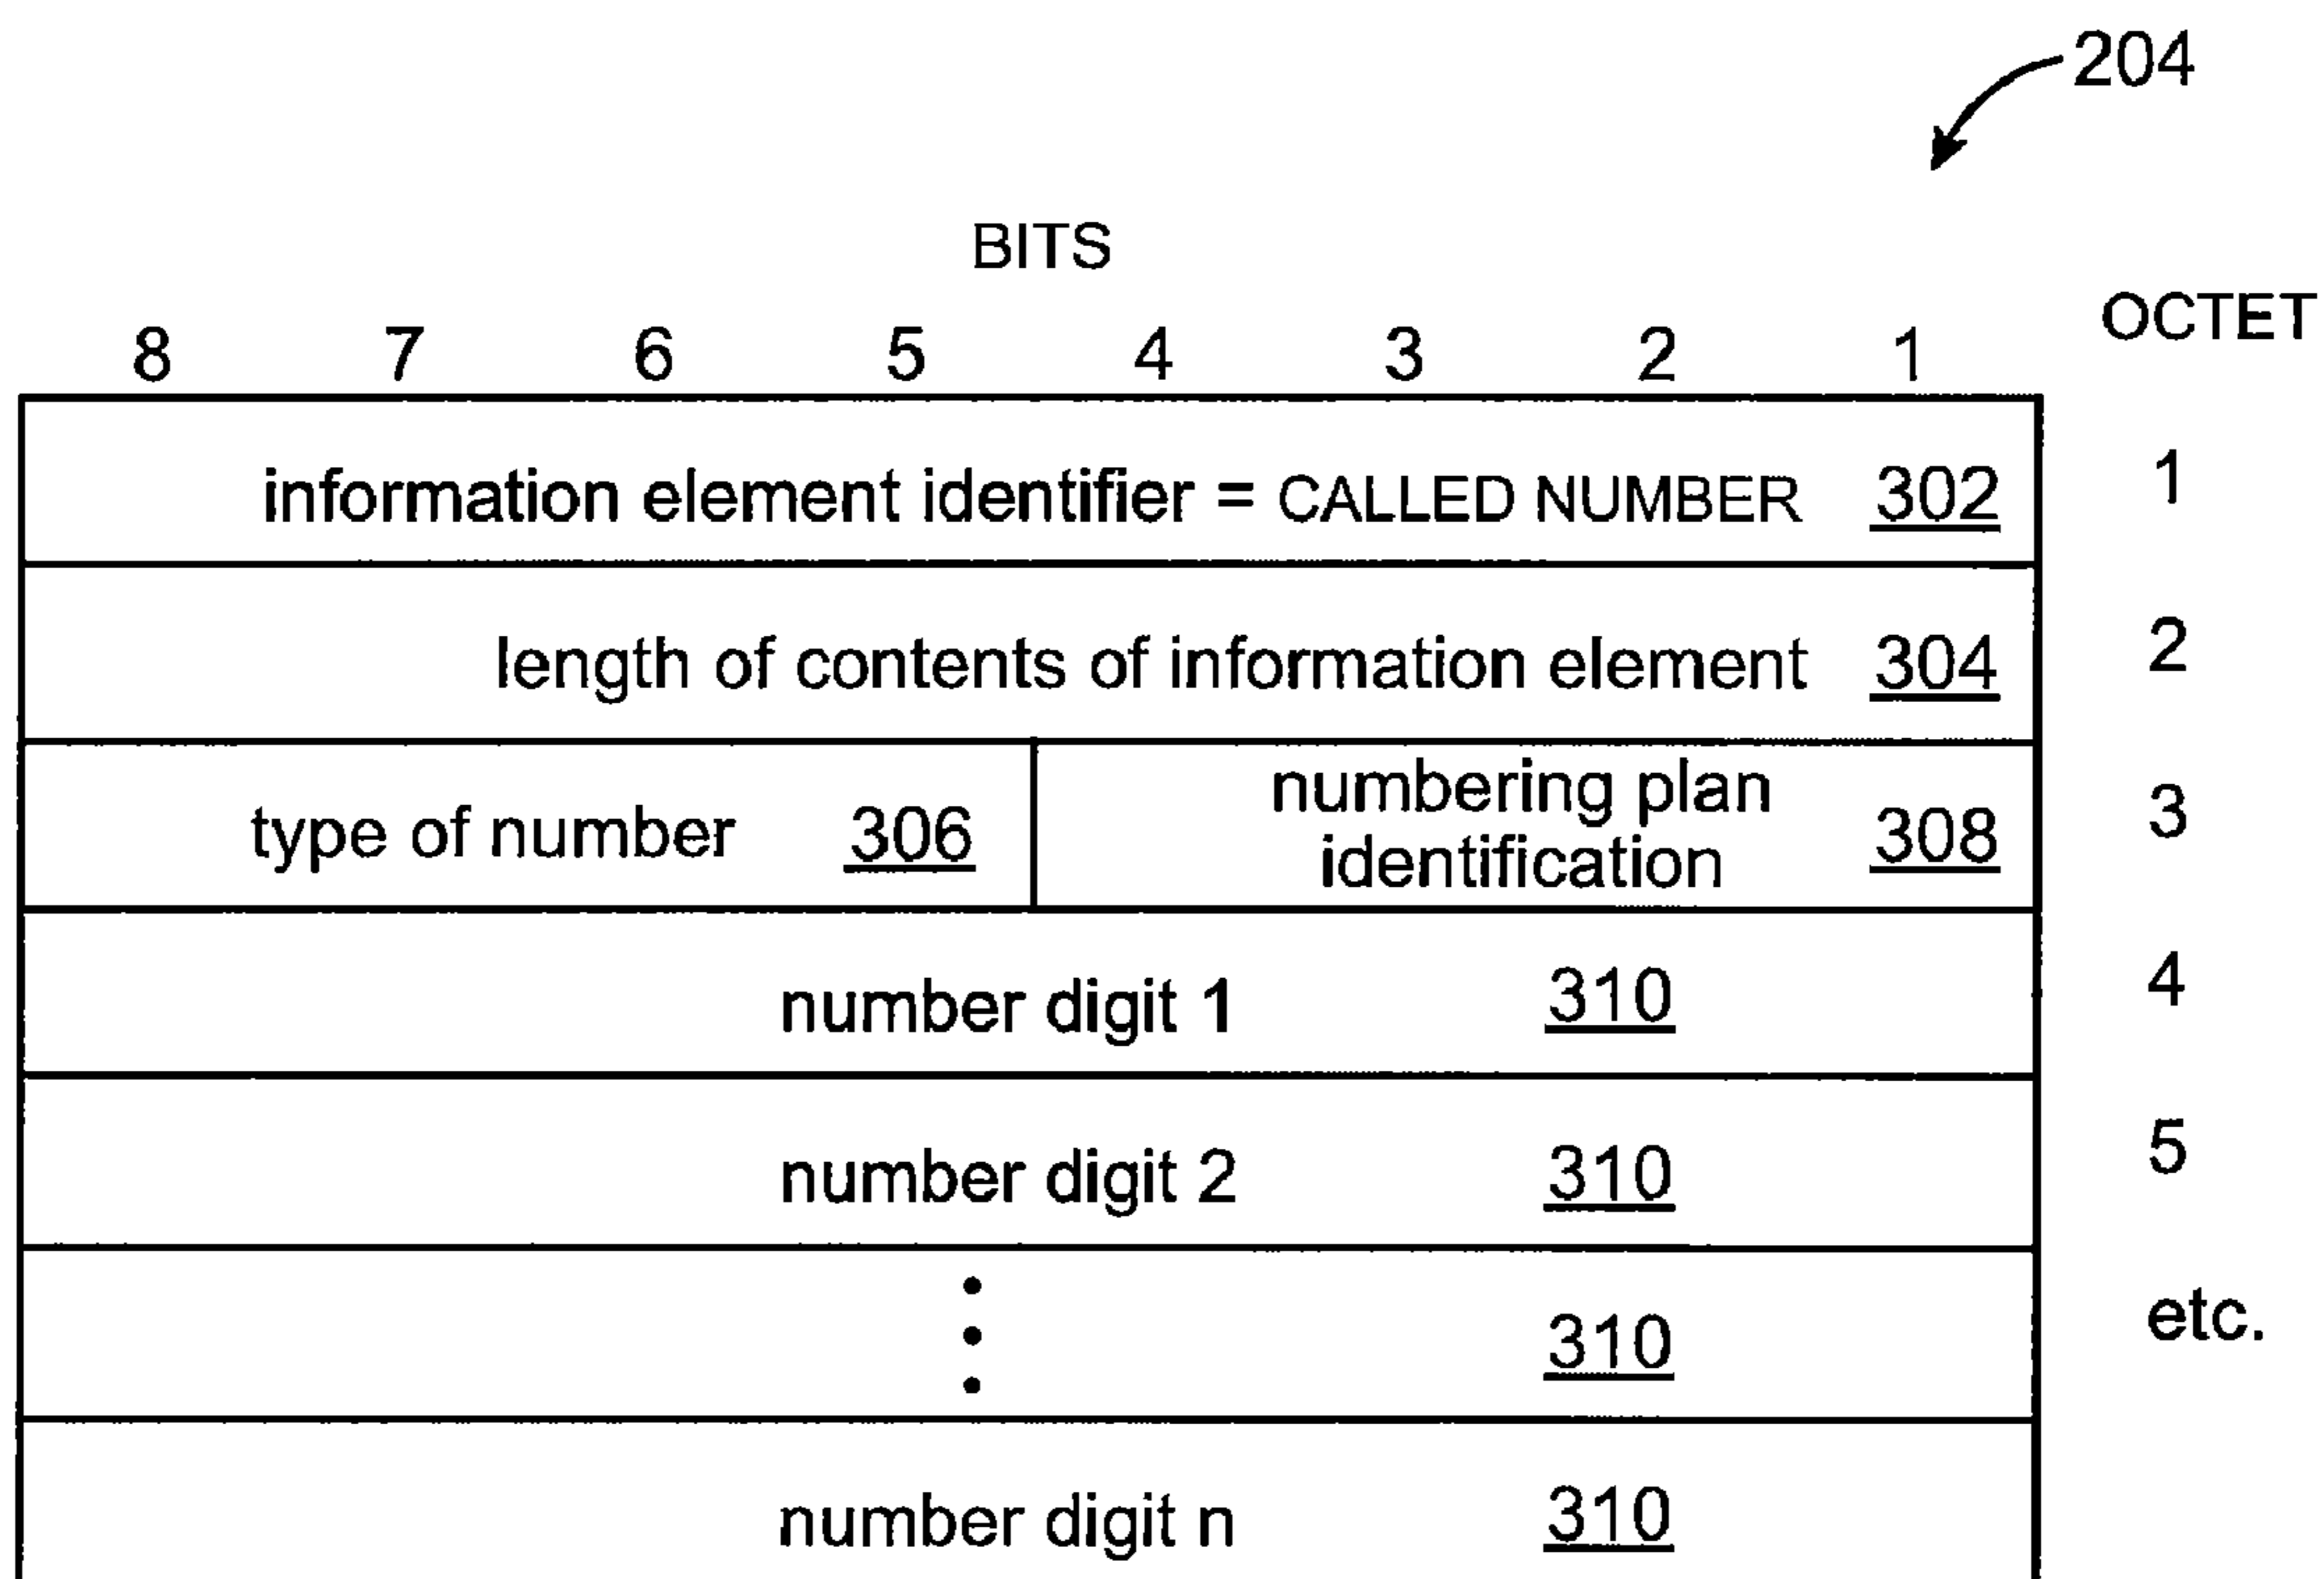 204
BITS
OCTET
8 7 6 5 4 3 2 1
information element identifier = CALLED NUMBER 302 1
length of contents of information element 304 2
type of number 306 numbering plan identification 308 3
number digit 1 310 4
number digit 2 310 5
310 etc.
number digit n 310